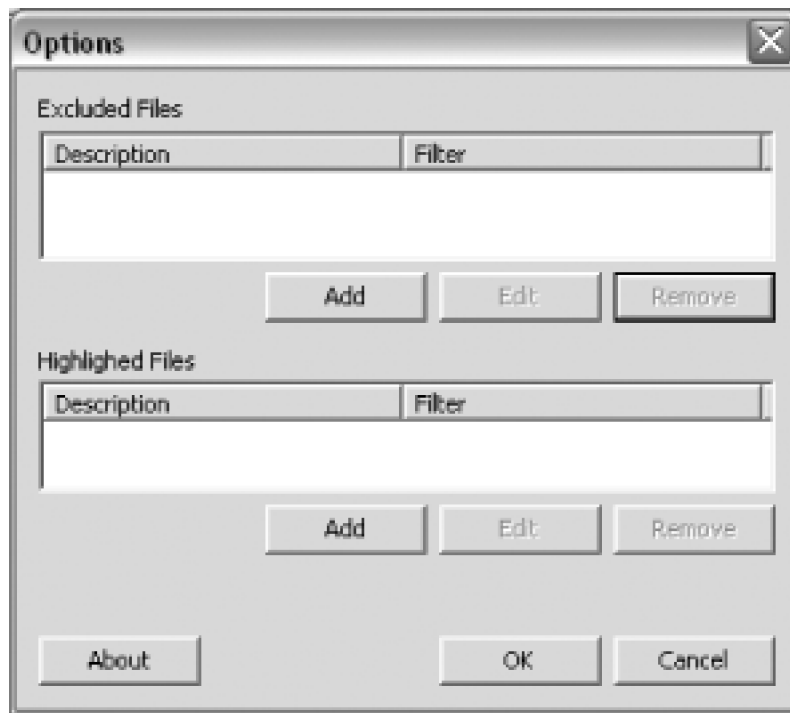 Options
Excluded Files
Description Filter
Add Edit Remove
Highlighed Files
Description Filter
Add Edit Remove
About OK Cancel